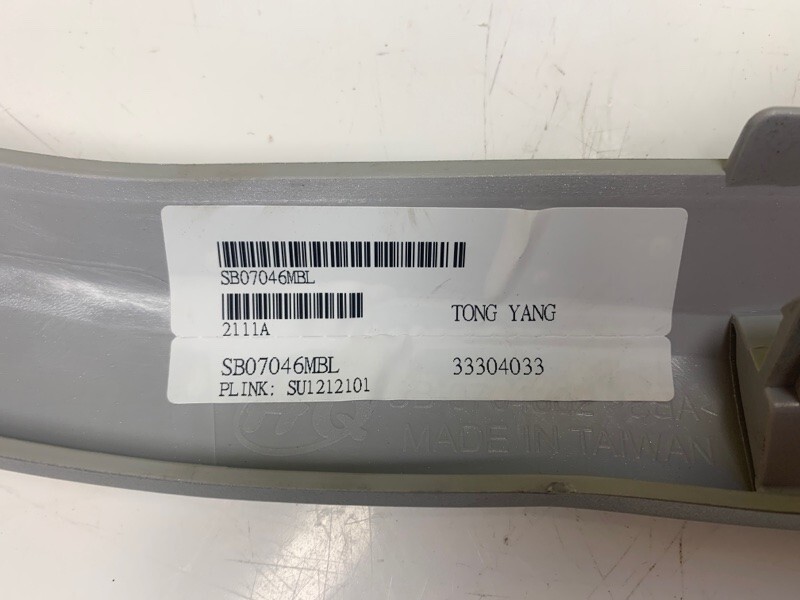 SB07046MBL
2111A
TONG YANG
SB07046MBL
33304033
PLINK: SU1212101
MADE IN TAIWAN